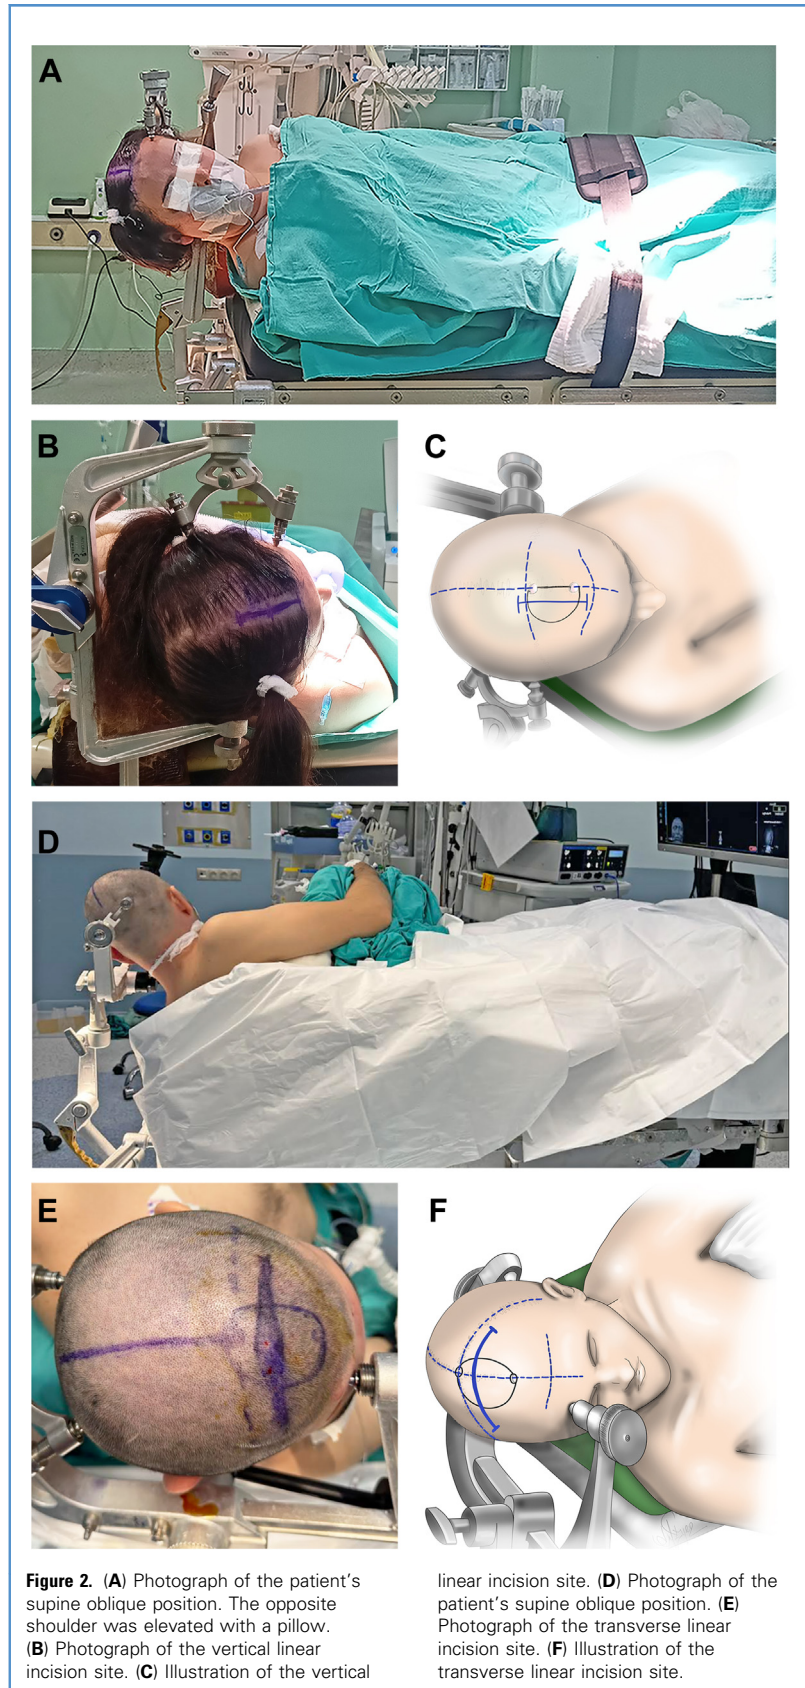 A
B
C
D
E
F
Figure 2. (A) Photograph of the patient's
supine oblique position. The opposite
shoulder was elevated with a pillow.
(B) Photograph of the vertical linear
incision site. (C) Illustration of the vertical
linear incision site. (D) Photograph of the
patient's supine oblique position. (E)
Photograph of the transverse linear
incision site. (F) Illustration of the
transverse linear incision site.